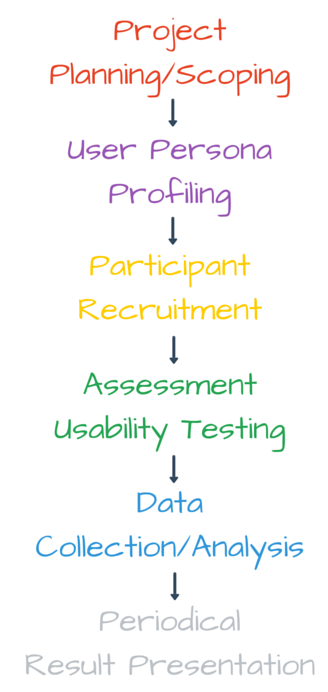 Project
Planning/Scoping
User Persona
Profiling
Participant
Recruitment
Assessment
Usability Testing
Data
Collection/Analysis
Periodical
Result Presentation